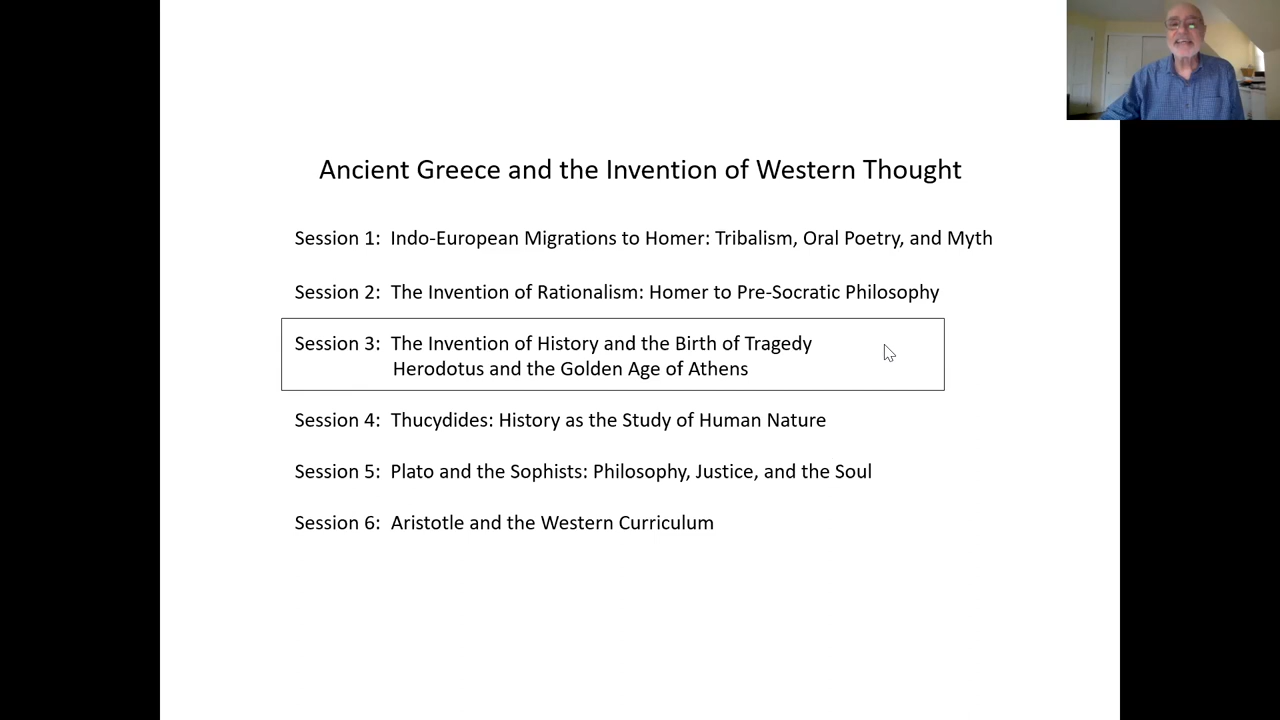 Ancient Greece and the Invention of Western Thought
Session 1: Indo-European Migrations to Homer: Tribalism, Oral Poetry, and Myth
Session 2: The Invention of Rationalism: Homer to Pre-Socratic Philosophy
Session 3: The Invention of History and the Birth of Tragedy
Herodotus and the Golden Age of Athens
Session 4: Thucydides: History as the Study of Human Nature
Session 5: Plato and the Sophists: Philosophy, Justice, and the Soul
Session 6: Aristotle and the Western Curriculum